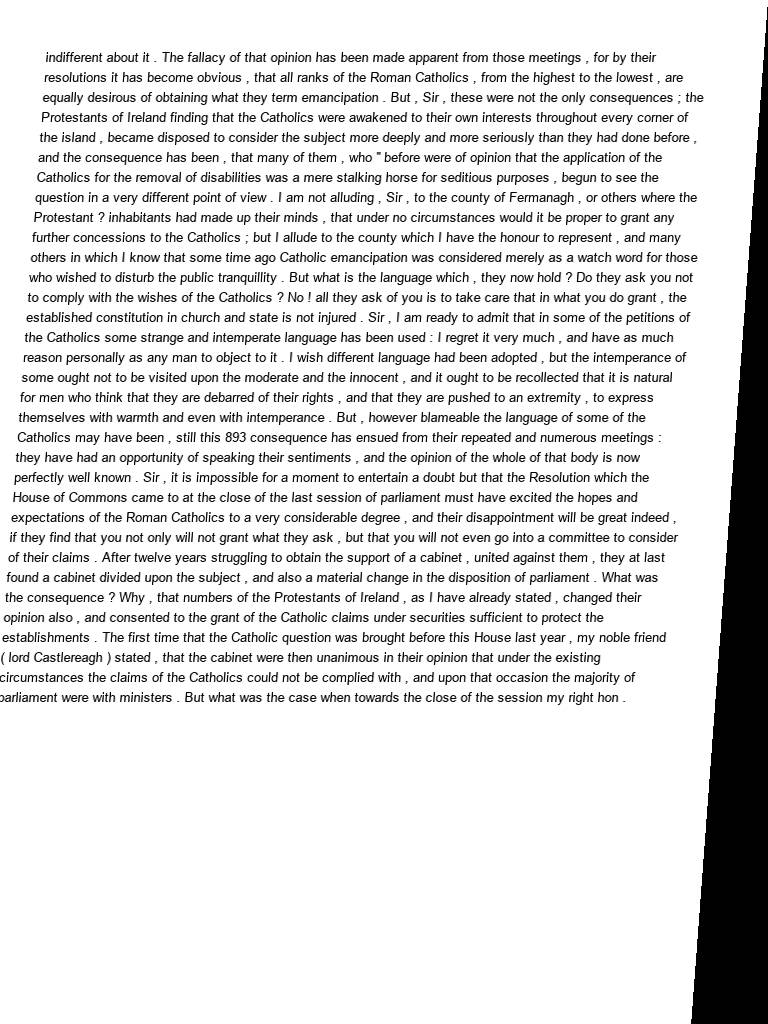 indifferent about it . The fallacy of that opinion has been made apparent from those meetings , for by their
resolutions it has become obvious , that all ranks of the Roman Catholics , from the highest to the lowest , are
equally desirous of obtaining what they term emancipation . But , Sir , these were not the only consequences ; the
Protestants of Ireland finding that the Catholics were awakened to their own interests throughout every corner of
the island , became disposed to consider the subject more deeply and more seriously than they had done before ,
and the consequence has been , that many of them , who " before were of opinion that the application of the
Catholics for the removal of disabilities was a mere stalking horse for seditious purposes , begun to see the
question in a very different point of view . I am not alluding , Sir , to the county of Fermanagh , or others where the
Protestant ? inhabitants had made up their minds , that under no circumstances would it be proper to grant any
further concessions to the Catholics ; but I allude to the county which I have the honour to represent , and many
others in which I know that some time ago Catholic emancipation was considered merely as a watch word for those
who wished to disturb the public tranquillity . But what is the language which , they now hold ? Do they ask you not
to comply with the wishes of the Catholics ? No ! all they ask of you is to take care that in what you do grant , the
established constitution in church and state is not injured . Sir , I am ready to admit that in some of the petitions of
the Catholics some strange and intemperate language has been used : I regret it very much , and have as much
reason personally as any man to object to it . I wish different language had been adopted , but the intemperance of
some ought not to be visited upon the moderate and the innocent , and it ought to be recollected that it is natural
for men who think that they are debarred of their rights , and that they are pushed to an extremity , to express
themselves with warmth and even with intemperance . But , however blameable the language of some of the
Catholics may have been , still this 893 consequence has ensued from their repeated and numerous meetings :
they have had an opportunity of speaking their sentiments , and the opinion of the whole of that body is now
perfectly well known . Sir , it is impossible for a moment to entertain a doubt but that the Resolution which the
House of Commons came to at the close of the last session of parliament must have excited the hopes and
expectations of the Roman Catholics to a very considerable degree , and their disappointment will be great indeed ,
if they find that you not only will not grant what they ask , but that you will not even go into a committee to consider
of their claims . After twelve years struggling to obtain the support of a cabinet , united against them , they at last
found a cabinet divided upon the subject , and also a material change in the disposition of parliament . What was
the consequence ? Why , that numbers of the Protestants of Ireland , as I have already stated , changed their
opinion also , and consented to the grant of the Catholic claims under securities sufficient to protect the
establishments . The first time that the Catholic question was brought before this House last year , my noble friend
( lord Castlereagh ) stated , that the cabinet were then unanimous in their opinion that under the existing
circumstances the claims of the Catholics could not be complied with , and upon that occasion the majority of
parliament were with ministers . But what was the case when towards the close of the session my right hon .